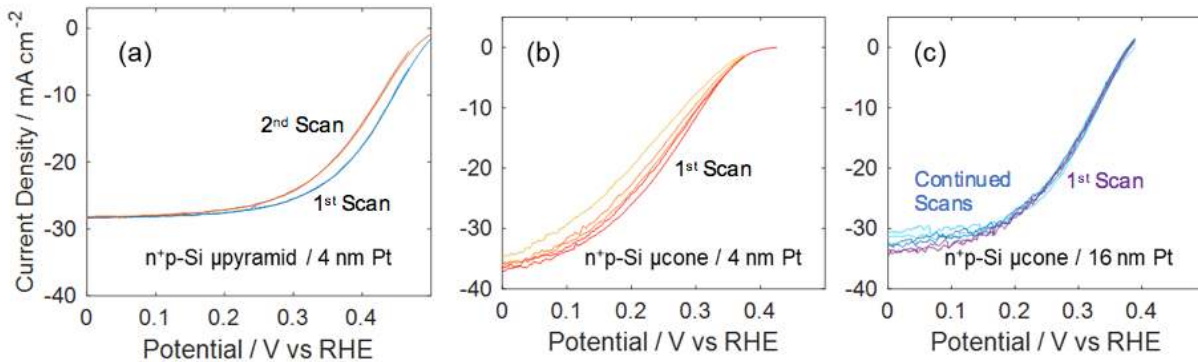 Current Density / mA cm⁻²
0
-10
-20
-30
-40
(a)
2ⁿᵈ Scan
1ˢᵗ Scan
n⁺p-Si µpyramid / 4 nm Pt
0 0.1 0.2 0.3 0.4
Potential / V vs RHE
0
-10
-20
-30
-40
(b)
1ˢᵗ Scan
n⁺p-Si µcone / 4 nm Pt
0 0.1 0.2 0.3 0.4
Potential / V vs RHE
0
-10
-20
-30
-40
(c)
Continued
Scans
1ˢᵗ Scan
n⁺p-Si µcone / 16 nm Pt
0 0.1 0.2 0.3 0.4
Potential / V vs RHE